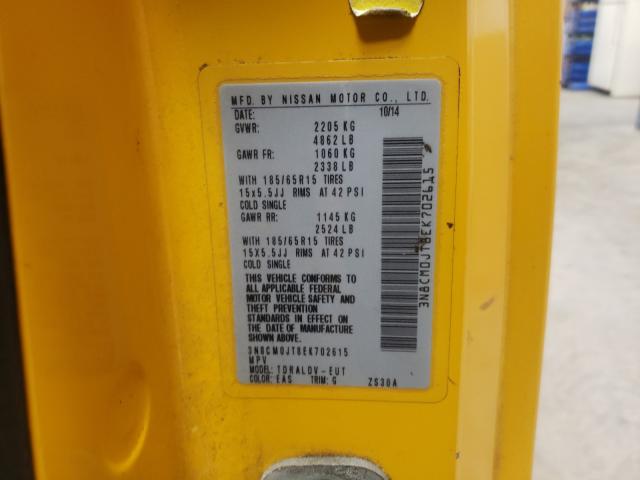 MFD. BY NISSAN MOTOR CO., LTD.
DATE: 10/14
GVWR: 2205 KG
4862 LB
GAWR FR: 1060 KG
2338 LB
WITH 185/65R15 TIRES
15x5.5JJ RIMS AT 42 PSI
COLD SINGLE
GAWR RR: 1145 KG
2524 LB
WITH 185/65R15 TIRES
15X5.5JJ RIMS AT 42 PSI
COLD SINGLE
THIS VEHICLE CONFORMS TO
ALL APPLICABLE FEDERAL
MOTOR VEHICLE SAFETY AND
THEFT PREVENTION
STANDARDS IN EFFECT ON
THE DATE OF MANUFACTURE
SHOWN ABOVE.
3N8CM0JT8EK702615
MPV
MODEL: TDRALDV-EUT
COLOR: EAS TRIM: G ZS30A
3N8CM0JT8EK702615